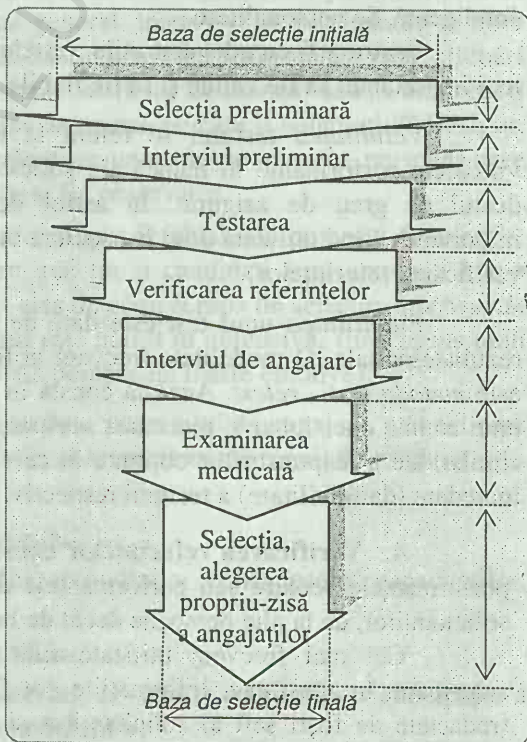 Baza de selecție inițială
Selecția preliminară
Interviul preliminar
Testarea
Verificarea referințelor
Interviul de angajare
Examinarea
medicală
Selecția,
alegerea
propriu-zisă
a angajaților
Baza de selecție finală